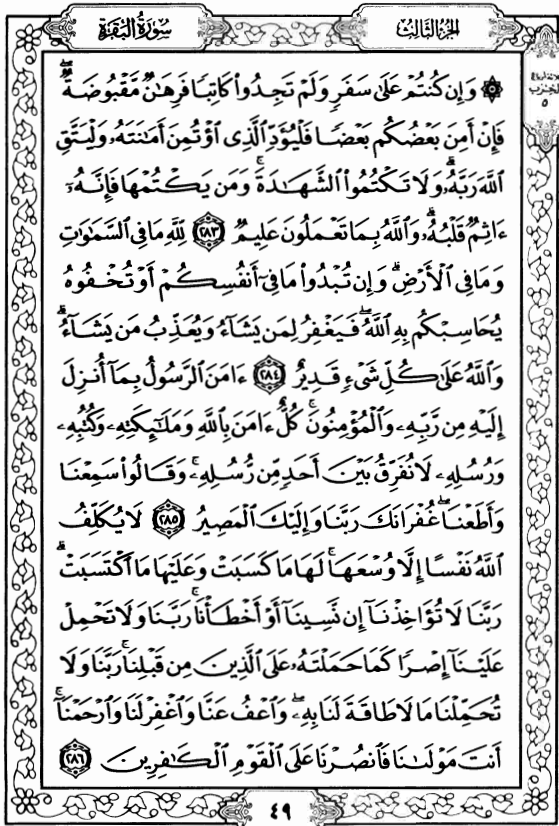 سُورَةُ البَقَرَةِ
الجُزْءُ الثَّالِثُ
۞ وَإِن كُنتُمْ عَلَىٰ سَفَرٍ وَلَمْ تَجِدُوا۟ كَاتِبًا فَرِهَـٰنٌ مَّقْبُوضَةٌ ۖ
فَإِنْ أَمِنَ بَعْضُكُم بَعْضًا فَلْيُؤَدِّ ٱلَّذِى ٱؤْتُمِنَ أَمَـٰنَتَهُۥ وَلْيَتَّقِ
ٱللَّهَ رَبَّهُۥ ۗ وَلَا تَكْتُمُوا۟ ٱلشَّهَـٰدَةَ ۚ وَمَن يَكْتُمْهَا فَإِنَّهُۥٓ
ءَاثِمٌ قَلْبُهُۥ ۗ وَٱللَّهُ بِمَا تَعْمَلُونَ عَلِيمٌ ٢٨٣ لِّلَّهِ مَا فِى ٱلسَّمَـٰوَٰتِ
وَمَا فِى ٱلْأَرْضِ ۗ وَإِن تُبْدُوا۟ مَا فِىٓ أَنفُسِكُمْ أَوْ تُخْفُوهُ
يُحَاسِبْكُم بِهِ ٱللَّهُ ۖ فَيَغْفِرُ لِمَن يَشَآءُ وَيُعَذِّبُ مَن يَشَآءُ ۗ
وَٱللَّهُ عَلَىٰ كُلِّ شَىْءٍ قَدِيرٌ ٢٨٤ ءَامَنَ ٱلرَّسُولُ بِمَآ أُنزِلَ
إِلَيْهِ مِن رَّبِّهِۦ وَٱلْمُؤْمِنُونَ ۚ كُلٌّ ءَامَنَ بِٱللَّهِ وَمَلَـٰٓئِكَتِهِۦ وَكُتُبِهِۦ
وَرُسُلِهِۦ لَا نُفَرِّقُ بَيْنَ أَحَدٍ مِّن رُّسُلِهِۦ ۚ وَقَالُوا۟ سَمِعْنَا
وَأَطَعْنَا ۖ غُفْرَانَكَ رَبَّنَا وَإِلَيْكَ ٱلْمَصِيرُ ٢٨٥ لَا يُكَلِّفُ
ٱللَّهُ نَفْسًا إِلَّا وُسْعَهَا ۚ لَهَا مَا كَسَبَتْ وَعَلَيْهَا مَا ٱكْتَسَبَتْ ۗ
رَبَّنَا لَا تُؤَاخِذْنَآ إِن نَّسِينَآ أَوْ أَخْطَأْنَا ۚ رَبَّنَا وَلَا تَحْمِلْ
عَلَيْنَآ إِصْرًا كَمَا حَمَلْتَهُۥ عَلَى ٱلَّذِينَ مِن قَبْلِنَا ۚ رَبَّنَا وَلَا
تُحَمِّلْنَا مَا لَا طَاقَةَ لَنَا بِهِۦ ۖ وَٱعْفُ عَنَّا وَٱغْفِرْ لَنَا وَٱرْحَمْنَآ ۚ
أَنتَ مَوْلَىٰنَا فَٱنصُرْنَا عَلَى ٱلْقَوْمِ ٱلْكَـٰفِرِينَ ٢٨٦
الحِزْب
٥
٤٩